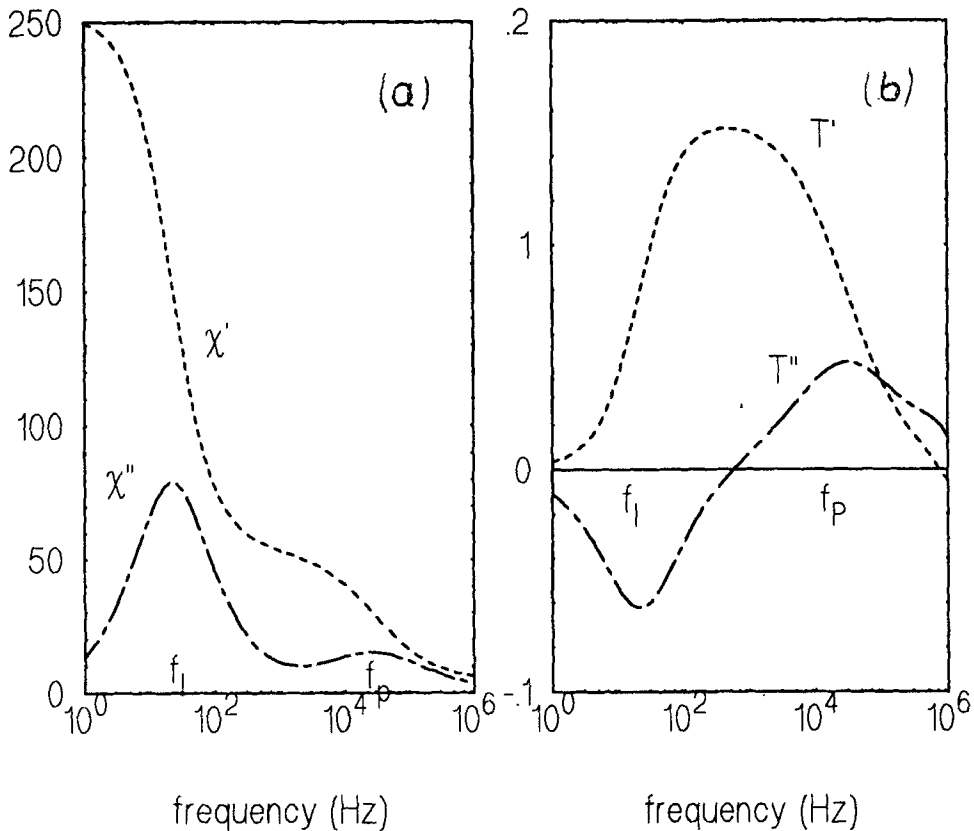 250
200
150
100
50
0
(a)
χ'
χ"
f_l
f_p
10^0
10^2
10^4
10^6
frequency (Hz)
.2
.1
0
-.1
(b)
T'
T"
f_l
f_p
10^0
10^2
10^4
10^6
frequency (Hz)